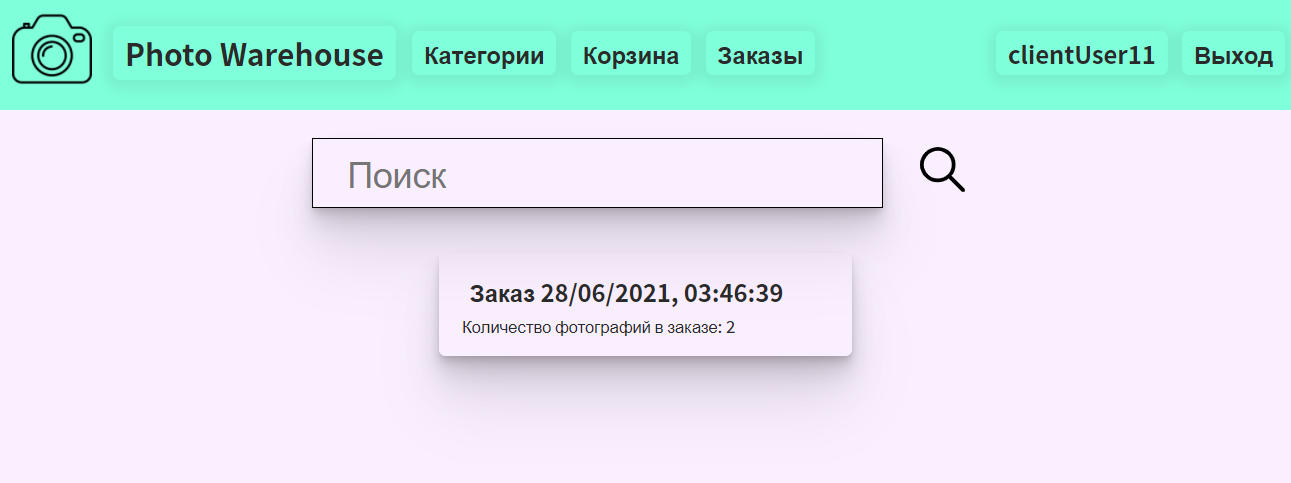 Photo Warehouse Категории Корзина Заказы clientUser11 Выход
Поиск
Заказ 28/06/2021, 03:46:39
Количество фотографий в заказе: 2